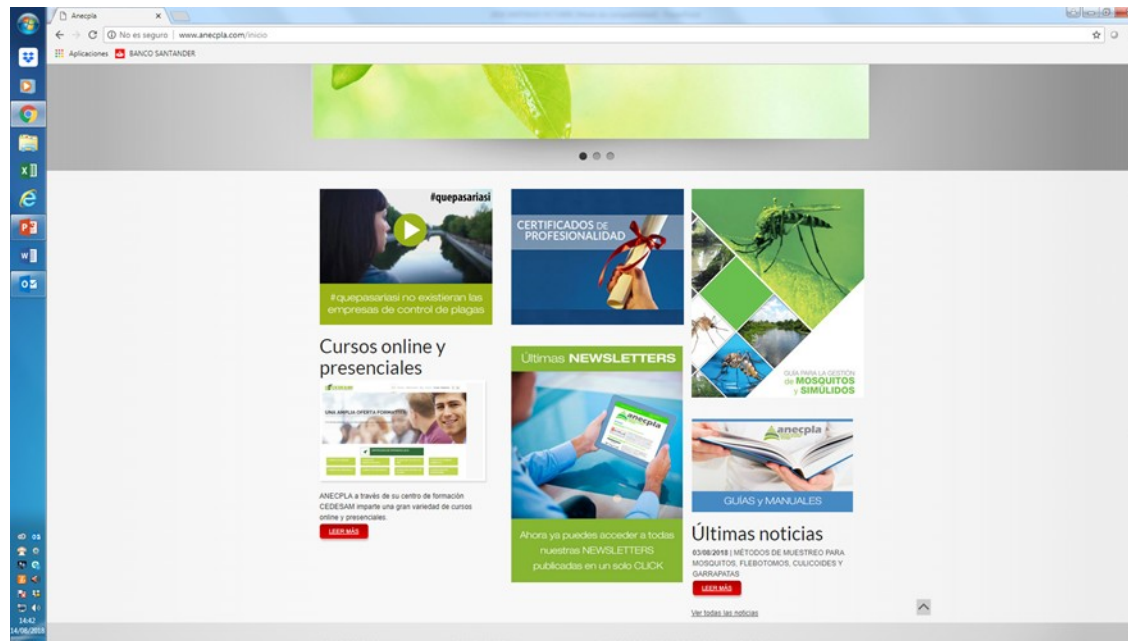 Anecpla
No es seguro | www.anecpla.com/inicio
Aplicaciones BANCO SANTANDER
#quepasariasi
#quepasariasi no existieran las
empresas de control de plagas
CERTIFICADOS DE
PROFESIONALIDAD
GUÍA PARA LA GESTIÓN
de MOSQUITOS
y SIMÚLIDOS
Cursos online y
presenciales
CEDESAM
UNA AMPLIA OFERTA FORMATIVA
ANECPLA a través de su centro de formación
CEDESAM imparte una gran variedad de cursos
online y presenciales.
LEER MÁS
Últimas NEWSLETTERS
anecpla
Ahora ya puedes acceder a todas
nuestras NEWSLETTERS
publicadas en un solo CLICK
anecpla
GUÍAS y MANUALES
Últimas noticias
03/08/2018 | MÉTODOS DE MUESTREO PARA
MOSQUITOS, FLEBOTOMOS, CULICOIDES Y
GARRAPATAS
LEER MÁS
Ver todas las noticias
14:42
14/08/2018